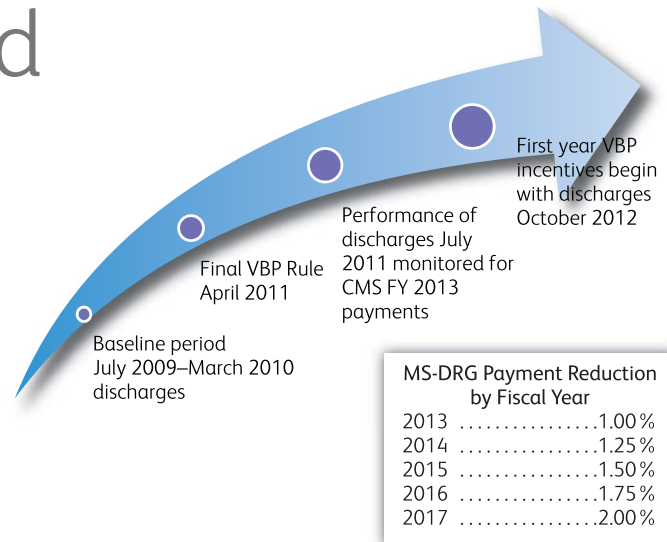 d
First year VBP
incentives begin
with discharges
October 2012
Performance of
discharges July
2011 monitored for
CMS FY 2013
payments
Final VBP Rule
April 2011
Baseline period
July 2009–March 2010
discharges
MS-DRG Payment Reduction
by Fiscal Year
2013 ................1.00%
2014 ................1.25%
2015 ................1.50%
2016 ................1.75%
2017 ................2.00%